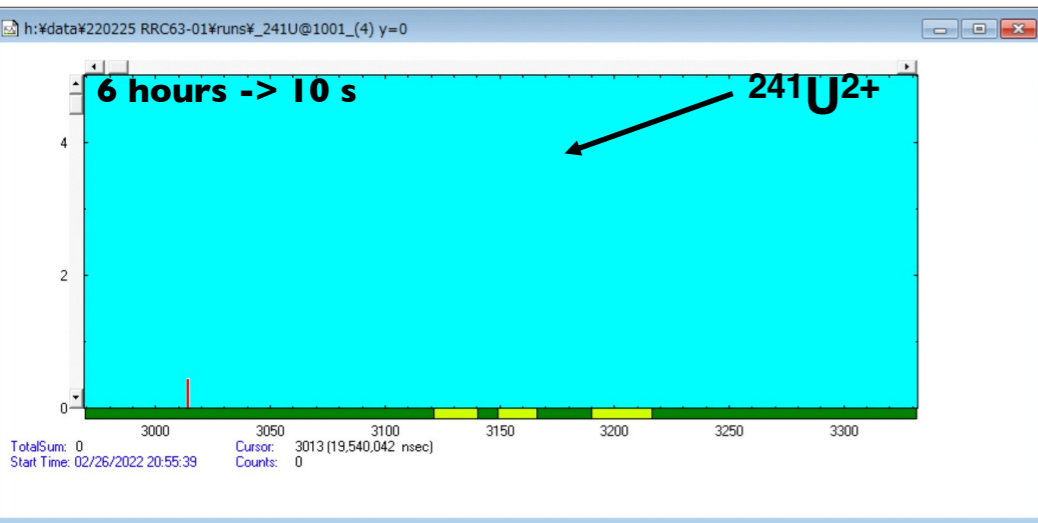 h:¥data¥220225 RRC63-01¥runs¥_241U@1001_(4) y=0
6 hours -> 10 s
241U2+
4
2
0
3000 3050 3100 3150 3200 3250 3300
TotalSum: 0 Cursor: 3013 (19,540,042 nsec)
Start Time: 02/26/2022 20:55:39 Counts: 0